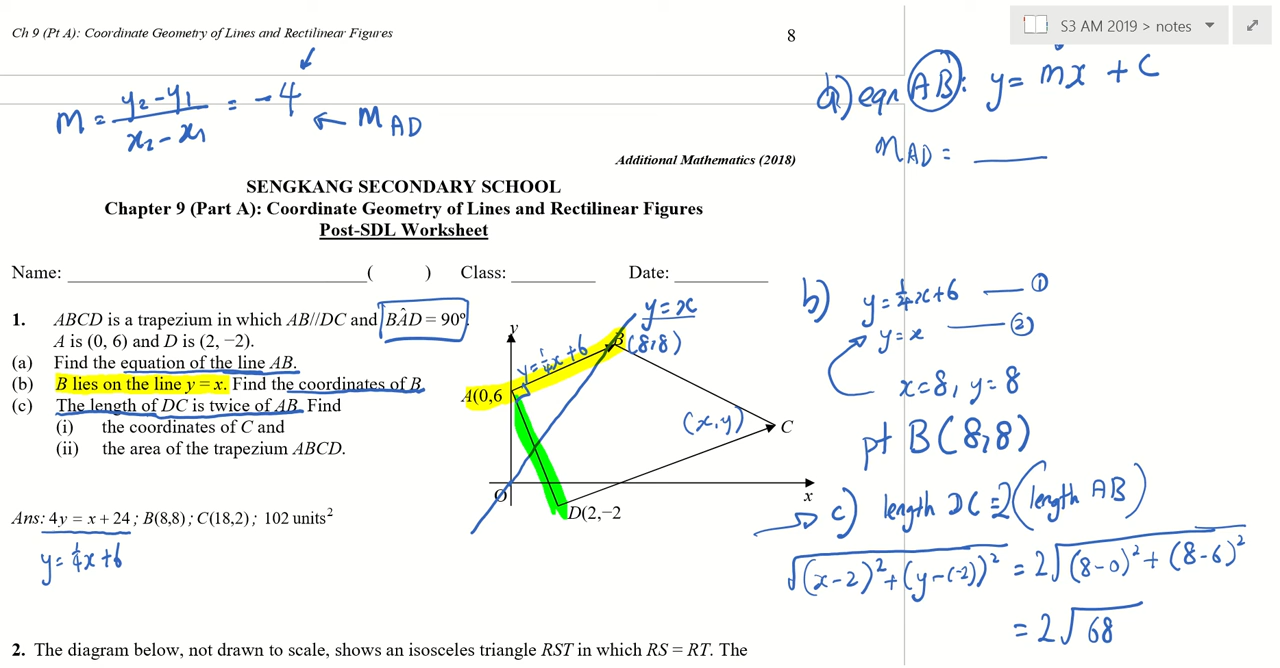 Ch 9 (Pt A): Coordinate Geometry of Lines and Rectilinear Figures
8
S3 AM 2019 > notes
m = (y₂ − y₁)/(x₂ − x₁) = −4 ← m AD
a) eqn AB: y = mx + c
m AD = ____
Additional Mathematics (2018)
SENGKANG SECONDARY SCHOOL
Chapter 9 (Part A): Coordinate Geometry of Lines and Rectilinear Figures
Post-SDL Worksheet
Name: ____________________ ( ) Class: __________ Date: __________
1. ABCD is a trapezium in which AB//DC and BÂD = 90º.
A is (0, 6) and D is (2, −2).
(a) Find the equation of the line AB.
(b) B lies on the line y = x. Find the coordinates of B.
(c) The length of DC is twice of AB. Find
(i) the coordinates of C and
(ii) the area of the trapezium ABCD.
Ans: 4y = x + 24 ; B(8,8) ; C(18,2) ; 102 units²
y = ¼x + 6
y
y = x
B
(8,8)
y = ¼x + 6
A(0,6
(x,y)
C
O
x
D(2,−2
b) y = ¼x + 6 — ①
y = x — ②
x = 8, y = 8
pt B (8,8)
c) length DC = 2(length AB)
√((x−2)² + (y−(−2))²) = 2√((8−0)² + (8−6)²)
= 2√68
2. The diagram below, not drawn to scale, shows an isosceles triangle RST in which RS = RT. The